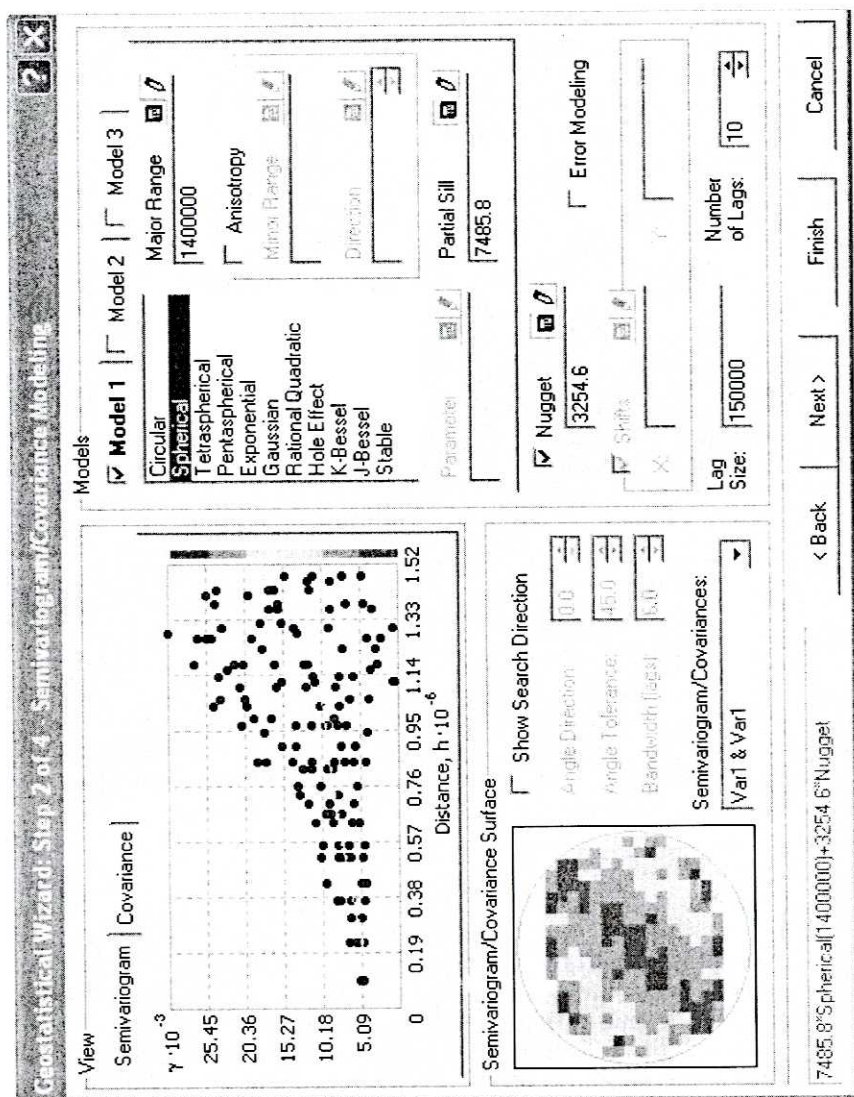 Geostatistical Wizard: Step 2 of 4 - Semivariogram/Covariance Modeling
? X
View
Semivariogram Covariance
γ·10 -3
25.45
20.36
15.27
10.18
5.09
0 0.19 0.38 0.57 0.76 0.95 1.14 1.33 1.52
Distance, h·10 -6
Semivariogram/Covariance Surface
Show Search Direction
Angle Direction: 0.0
Angle Tolerance: 45.0
Bandwidth (lags): 6.0
Semivariogram/Covariances:
Var1 & Var1
Models
Model 1 Model 2 Model 3
Circular
Spherical
Tetraspherical
Pentaspherical
Exponential
Gaussian
Rational Quadratic
Hole Effect
K-Bessel
J-Bessel
Stable
Major Range
1400000
Anisotropy
Minor Range
Direction
Parameter
Partial Sill
7485.8
Nugget
3254.6
Error Modeling
Shifts
X: Y:
Lag Size: 150000
Number of Lags: 10
7485.8*Spherical(1400000)+3254.6*Nugget
< Back Next > Finish Cancel